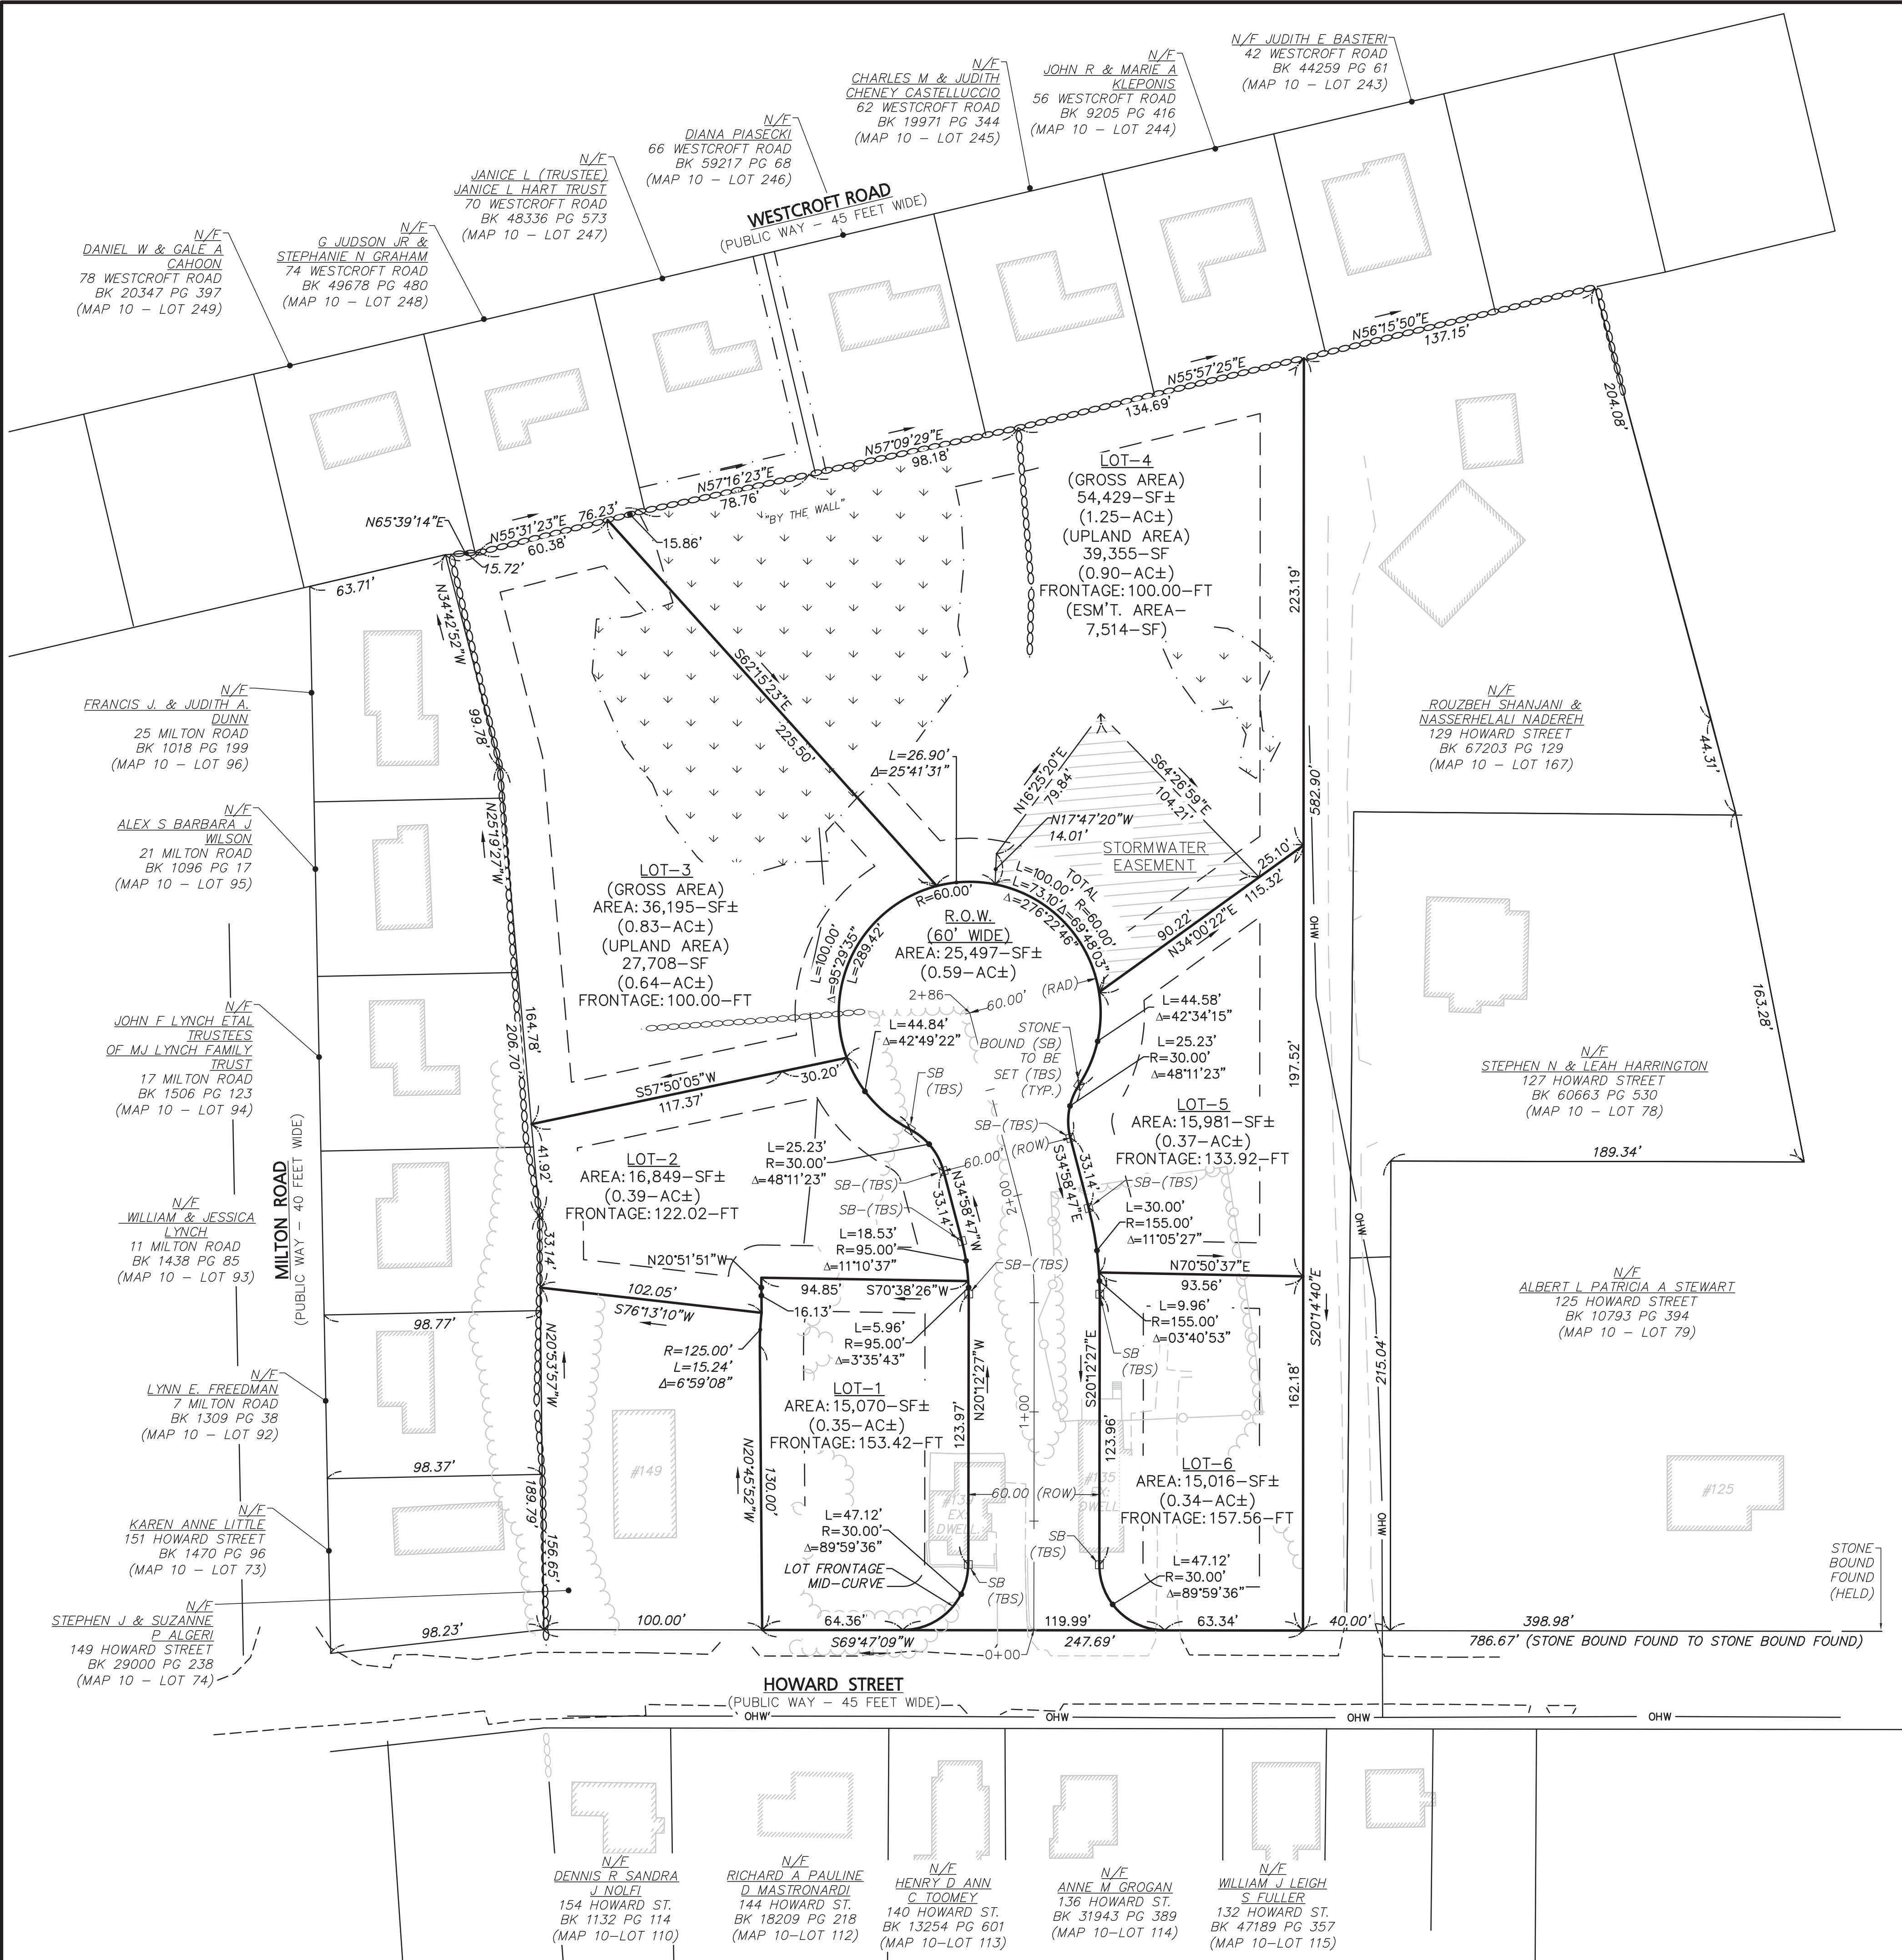 N/F JUDITH E BASTERI
42 WESTCROFT ROAD
BK 44259 PG 61
(MAP 10 – LOT 243)
N/F
JOHN R & MARIE A
KLEPONIS
56 WESTCROFT ROAD
BK 9205 PG 416
(MAP 10 – LOT 244)
N/F
CHARLES M & JUDITH
CHENEY CASTELLUCCIO
62 WESTCROFT ROAD
BK 19971 PG 344
(MAP 10 – LOT 245)
N/F
DIANA PIASECKI
66 WESTCROFT ROAD
BK 59217 PG 68
(MAP 10 – LOT 246)
N/F
JANICE L (TRUSTEE)
JANICE L HART TRUST
70 WESTCROFT ROAD
BK 48336 PG 573
(MAP 10 – LOT 247)
N/F
G JUDSON JR &
STEPHANIE N GRAHAM
74 WESTCROFT ROAD
BK 49678 PG 480
(MAP 10 – LOT 248)
N/F
DANIEL W & GALE A
CAHOON
78 WESTCROFT ROAD
BK 20347 PG 397
(MAP 10 – LOT 249)
WESTCROFT ROAD
(PUBLIC WAY – 45 FEET WIDE)
N56°15'50"E
137.15'
N55°57'25"E
134.69'
N57°09'29"E
98.18'
N57°16'23"E
78.76'
"BY THE WALL"
76.23'
N55°31'23"E
60.38'
15.86'
N65°39'14"E
15.72'
63.71'
204.08'
LOT-4
(GROSS AREA)
54,429–SF±
(1.25–AC±)
(UPLAND AREA)
39,355–SF
(0.90–AC±)
FRONTAGE: 100.00–FT
(ESM'T. AREA–
7,514–SF)
223.19'
N34°42'52"W
99.78'
S62°15'23"E
225.50'
N/F
FRANCIS J. & JUDITH A.
DUNN
25 MILTON ROAD
BK 1018 PG 199
(MAP 10 – LOT 96)
N/F
ROUZBEH SHANJANI &
NASSERHELALI NADEREH
129 HOWARD STREET
BK 67203 PG 129
(MAP 10 – LOT 167)
44.31'
582.90'
L=26.90'
Δ=25°41'31"
N16°25'20"E
79.84'
S64°26'59"E
104.21'
N17°47'20"W
14.01'
STORMWATER
EASEMENT
N/F
ALEX S BARBARA J
WILSON
21 MILTON ROAD
BK 1096 PG 17
(MAP 10 – LOT 95)
N25°19'27"W
25.10'
115.32'
90.22'
N34°00'22"E
LOT-3
(GROSS AREA)
AREA: 36,195–SF±
(0.83–AC±)
(UPLAND AREA)
27,708–SF
(0.64–AC±)
FRONTAGE: 100.00–FT
R=60.00'
R.O.W.
(60' WIDE)
AREA: 25,497–SF±
(0.59–AC±)
TOTAL
L=100.00' R=60.00'
L=73.10' Δ=69°48'03"
Δ=276°22'46"
L=100.00'
Δ=95°29'35"
L=289.42'
OHW
2+86
60.00' (RAD)
L=44.58'
Δ=42°34'15"
L=44.84'
Δ=42°49'22"
STONE
BOUND (SB)
TO BE
SET (TBS)
(TYP.)
L=25.23'
R=30.00'
Δ=48°11'23"
163.28'
164.78'
206.70'
197.52'
N/F
JOHN F LYNCH ETAL
TRUSTEES
OF MJ LYNCH FAMILY
TRUST
17 MILTON ROAD
BK 1506 PG 123
(MAP 10 – LOT 94)
N/F
STEPHEN N & LEAH HARRINGTON
127 HOWARD STREET
BK 60663 PG 530
(MAP 10 – LOT 78)
SB
(TBS)
30.20'
S57°50'05"W
117.37'
LOT-5
AREA: 15,981–SF±
(0.37–AC±)
FRONTAGE: 133.92–FT
SB–(TBS)
60.00' (ROW)
189.34'
L=25.23'
R=30.00'
Δ=48°11'23"
41.92'
LOT-2
AREA: 16,849–SF±
(0.39–AC±)
FRONTAGE: 122.02–FT
MILTON ROAD
(PUBLIC WAY – 40 FEET WIDE)
SB–(TBS)
33.14'
S34°58'47"E
SB–(TBS)
2+00
N34°58'47"W
33.14'
SB–(TBS)
L=30.00'
R=155.00'
Δ=11°05'27"
L=18.53'
R=95.00'
Δ=11°10'37"
N/F
WILLIAM & JESSICA
LYNCH
11 MILTON ROAD
BK 1438 PG 85
(MAP 10 – LOT 93)
33.14'
OHW
N20°51'51"W
SB–(TBS)
N70°50'37"E
93.56'
94.85'
S70°38'26"W
102.05'
S76°13'10"W
16.13'
L=9.96'
R=155.00'
Δ=03°40'53"
S20°14'40"E
N/F
ALBERT L PATRICIA A STEWART
125 HOWARD STREET
BK 10793 PG 394
(MAP 10 – LOT 79)
98.77'
L=5.96'
R=95.00'
Δ=3°35'43"
SB
(TBS)
R=125.00'
L=15.24'
Δ=6°59'08"
N20°53'57"W
N20°12'27"W
123.97'
S20°12'27"E
123.96'
162.18'
215.04'
N/F
LYNN E. FREEDMAN
7 MILTON ROAD
BK 1309 PG 38
(MAP 10 – LOT 92)
LOT-1
AREA: 15,070–SF±
(0.35–AC±)
FRONTAGE: 153.42–FT
1+00
98.37'
#149
N20°45'52"W
130.00'
LOT-6
AREA: 15,016–SF±
(0.34–AC±)
FRONTAGE: 157.56–FT
#135
EX.
DWELL
60.00 (ROW)
EX.
DWELL.
#125
189.79'
156.65'
OHW
N/F
KAREN ANNE LITTLE
151 HOWARD STREET
BK 1470 PG 96
(MAP 10 – LOT 73)
L=47.12'
R=30.00'
Δ=89°59'36"
LOT FRONTAGE
MID–CURVE
SB
(TBS)
SB
(TBS)
L=47.12'
R=30.00'
Δ=89°59'36"
STONE
BOUND
FOUND
(HELD)
N/F
STEPHEN J & SUZANNE
P ALGERI
149 HOWARD STREET
BK 29000 PG 238
(MAP 10 – LOT 74)
98.23'
100.00'
64.36'
119.99'
63.34'
40.00'
398.98'
S69°47'09"W
247.69'
786.67' (STONE BOUND FOUND TO STONE BOUND FOUND)
0+00
HOWARD STREET
(PUBLIC WAY – 45 FEET WIDE)
OHW
OHW
OHW
OHW
N/F
DENNIS R SANDRA
J NOLFI
154 HOWARD ST.
BK 1132 PG 114
(MAP 10–LOT 110)
N/F
RICHARD A PAULINE
D MASTRONARDI
144 HOWARD ST.
BK 18209 PG 218
(MAP 10–LOT 112)
N/F
HENRY D ANN
C TOOMEY
140 HOWARD ST.
BK 13254 PG 601
(MAP 10–LOT 113)
N/F
ANNE M GROGAN
136 HOWARD ST.
BK 31943 PG 389
(MAP 10–LOT 114)
N/F
WILLIAM J LEIGH
S FULLER
132 HOWARD ST.
BK 47189 PG 357
(MAP 10–LOT 115)